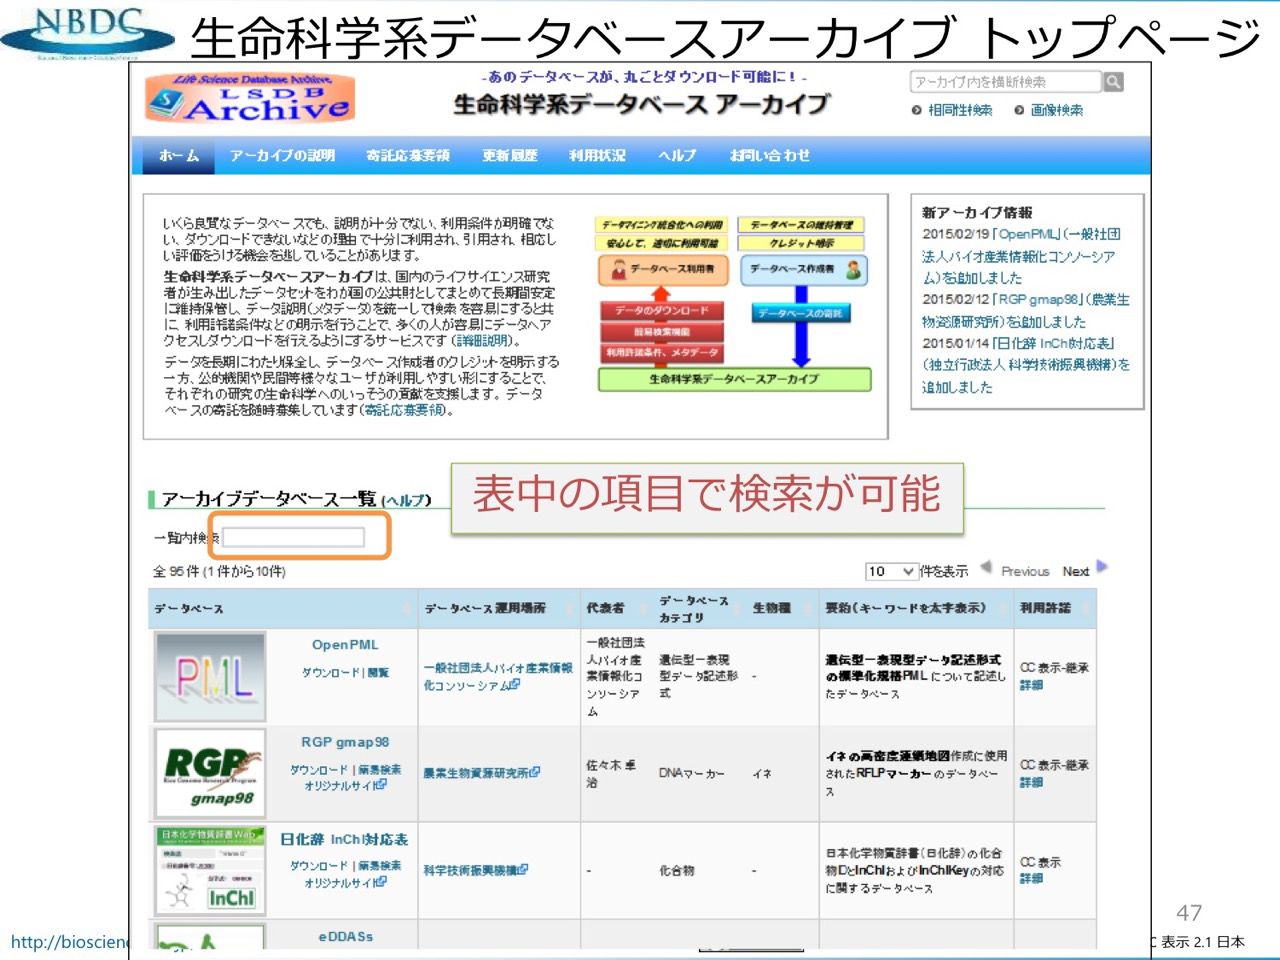 NBDC
生命科学系データベースアーカイブ トップページ
Life Science Database Archive
LSDB
Archive
-あのデータベースが、丸ごとダウンロード可能に！-
生命科学系データベース アーカイブ
アーカイブ内を横断検索
相同性検索 画像検索
ホーム アーカイブの説明 寄託応募要領 更新履歴 利用状況 ヘルプ お問い合わせ
いくら良質なデータベースでも、説明が十分でない、利用条件が明確でな
い、ダウンロードできないなどの理由で十分に利用され、引用され、相応し
い評価をうける機会を逃していることがあります。
生命科学系データベースアーカイブは、国内のライフサイエンス研究
者が生み出したデータセットをわが国の公共財としてまとめて長期間安定
に維持保管し、データ説明（メタデータ）を統一して検索を容易にすると共
に、利用許諾条件などの明示を行うことで、多くの人が容易にデータへア
クセスしダウンロードを行えるようにするサービスです（詳細説明）。
データを長期にわたり保全し、データベース作成者のクレジットを明示する
一方、公的機関や民間等様々なユーザが利用しやすい形にすることで、
それぞれの研究の生命科学へのいっそうの貢献を支援します。データ
ベースの寄託を随時募集しています（寄託応募要領）。
データマイニング統合化への利用 データベースの維持管理
安心して、適切に利用可能 クレジット明示
データベース利用者 データベース作成者
データのダウンロード データベースの寄託
簡易検索機能
利用許諾条件、メタデータ
生命科学系データベースアーカイブ
新アーカイブ情報
2015/02/19「OpenPML」（一般社団
法人バイオ産業情報化コンソーシア
ム）を追加しました
2015/02/12「RGP gmap98」（農業生
物資源研究所）を追加しました
2015/01/14「日化辞 InChI対応表」
（独立行政法人 科学技術振興機構）を
追加しました
表中の項目で検索が可能
アーカイブデータベース一覧 (ヘルプ)
一覧内検索
全 95 件 (1 件から10件)
10 件を表示 Previous Next
データベース データベース運用場所 代表者 データベースカテゴリ 生物種 要約（キーワードを太字表示） 利用許諾
PML
OpenPML
ダウンロード | 閲覧
一般社団法人バイオ産業情報
化コンソーシアム
一般社団法
人バイオ産
業情報化コ
ンソーシア
ム
遺伝型ー表現
型データ記述形
式
-
遺伝型ー表現型データ記述形式
の標準化規格PMLについて記述し
たデータベース
CC 表示-継承
詳細
RGP
Rice Genome Research Program
gmap98
RGP gmap98
ダウンロード | 簡易検索
オリジナルサイト
農業生物資源研究所
佐々木 卓
治
DNAマーカー
イネ
イネの高密度連鎖地図作成に使用
されたRFLPマーカーのデータベー
ス
CC 表示-継承
詳細
日本化学物質辞書Web
InChI
日化辞 InChI対応表
ダウンロード | 簡易検索
オリジナルサイト
科学技術振興機構
-
化合物
-
日本化学物質辞書（日化辞）の化合
物IDとInChIおよびInChIKeyの対応
に関するデータベース
CC 表示
詳細
eDDASs
47
http://bioscien
表示 2.1 日本